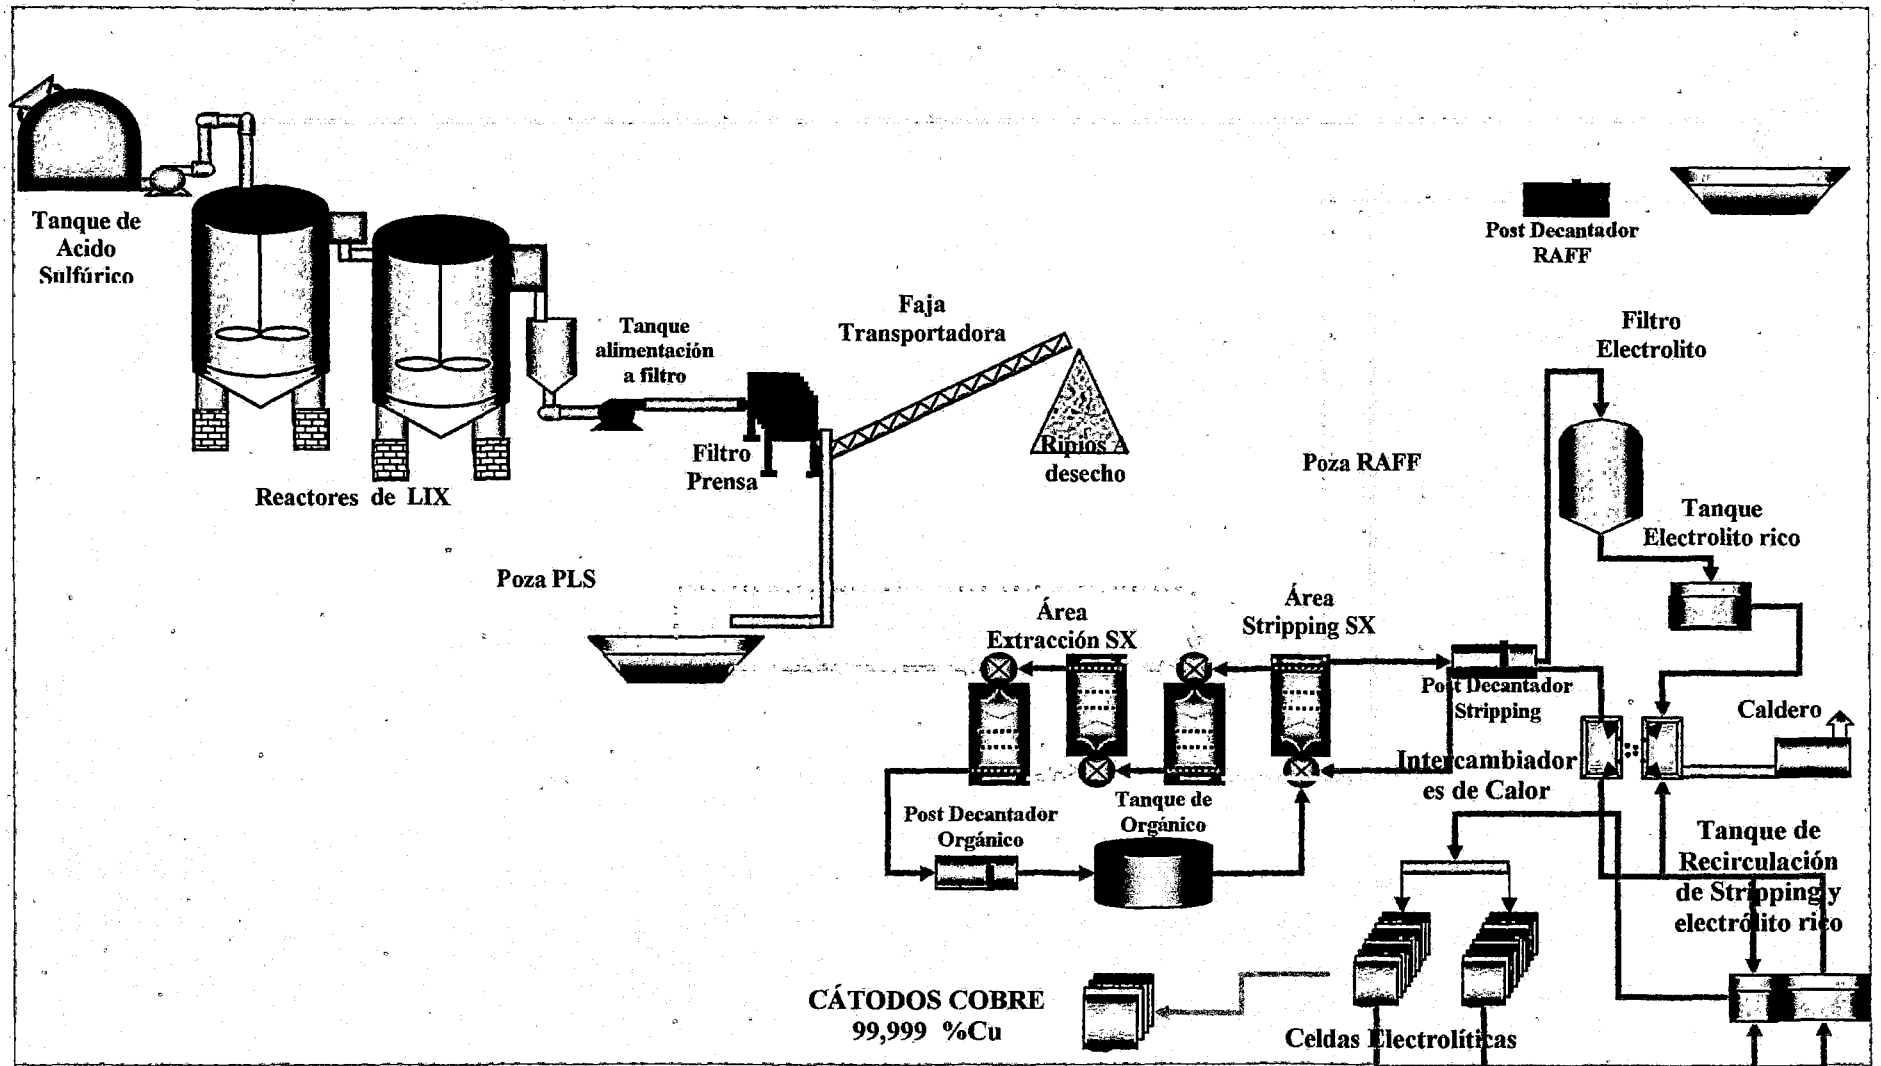 Tanque de
Acido
Sulfúrico
Post Decantador
RAFF
Faja
Transportadora
Tanque
alimentación
a filtro
Filtro
Electrolito
Filtro
Prensa
Ripios A
desecho
Poza RAFF
Reactores de LIX
Tanque
Electrolito rico
Poza PLS
Área
Extracción SX
Área
Stripping SX
Post Decantador
Stripping
Caldero
Intercambiador
es de Calor
Post Decantador
Orgánico
Tanque de
Orgánico
Tanque de
Recirculación
de Stripping y
electrólito rico
CÁTODOS COBRE
99,999 %Cu
Celdas Electrolíticas